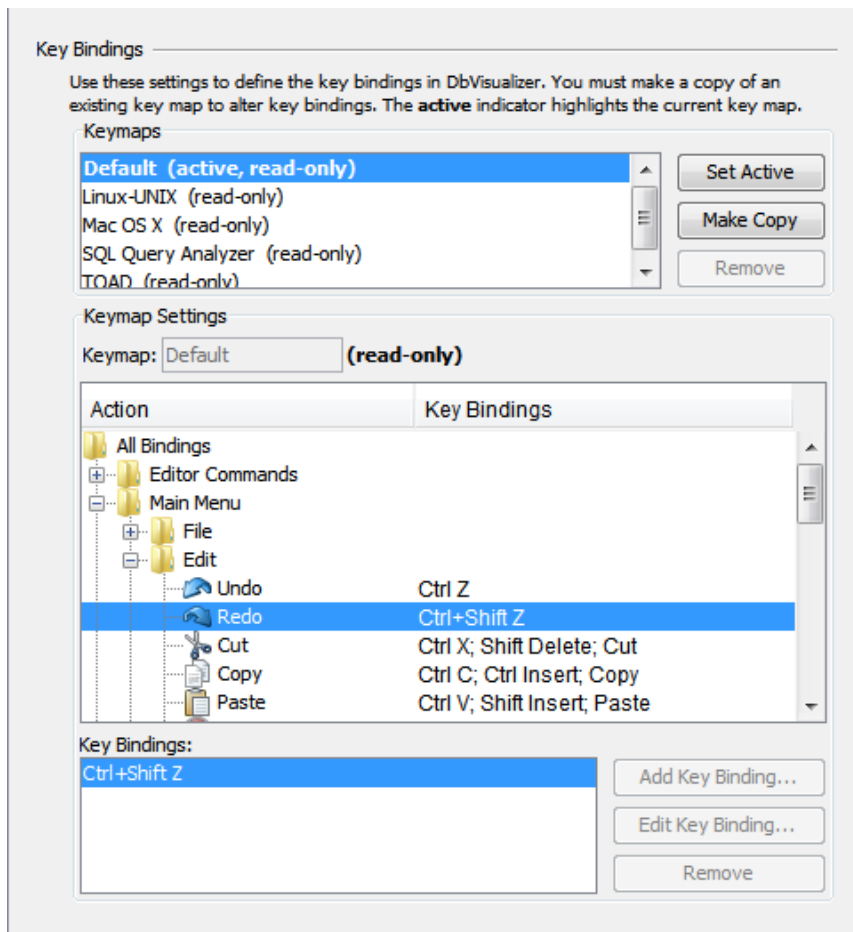 Key Bindings
Use these settings to define the key bindings in DbVisualizer. You must make a copy of an
existing key map to alter key bindings. The active indicator highlights the current key map.
Keymaps
Default (active, read-only)
Set Active
Linux-UNIX (read-only)
Mac OS X (read-only)
Make Copy
SQL Query Analyzer (read-only)
Remove
TOAD (read-only)
Keymap Settings
Keymap: Default (read-only)
Action Key Bindings
All Bindings
Editor Commands
Main Menu
File
Edit
Undo Ctrl Z
Redo Ctrl+Shift Z
Cut Ctrl X; Shift Delete; Cut
Copy Ctrl C; Ctrl Insert; Copy
Paste Ctrl V; Shift Insert; Paste
Key Bindings:
Ctrl+Shift Z
Add Key Binding...
Edit Key Binding...
Remove